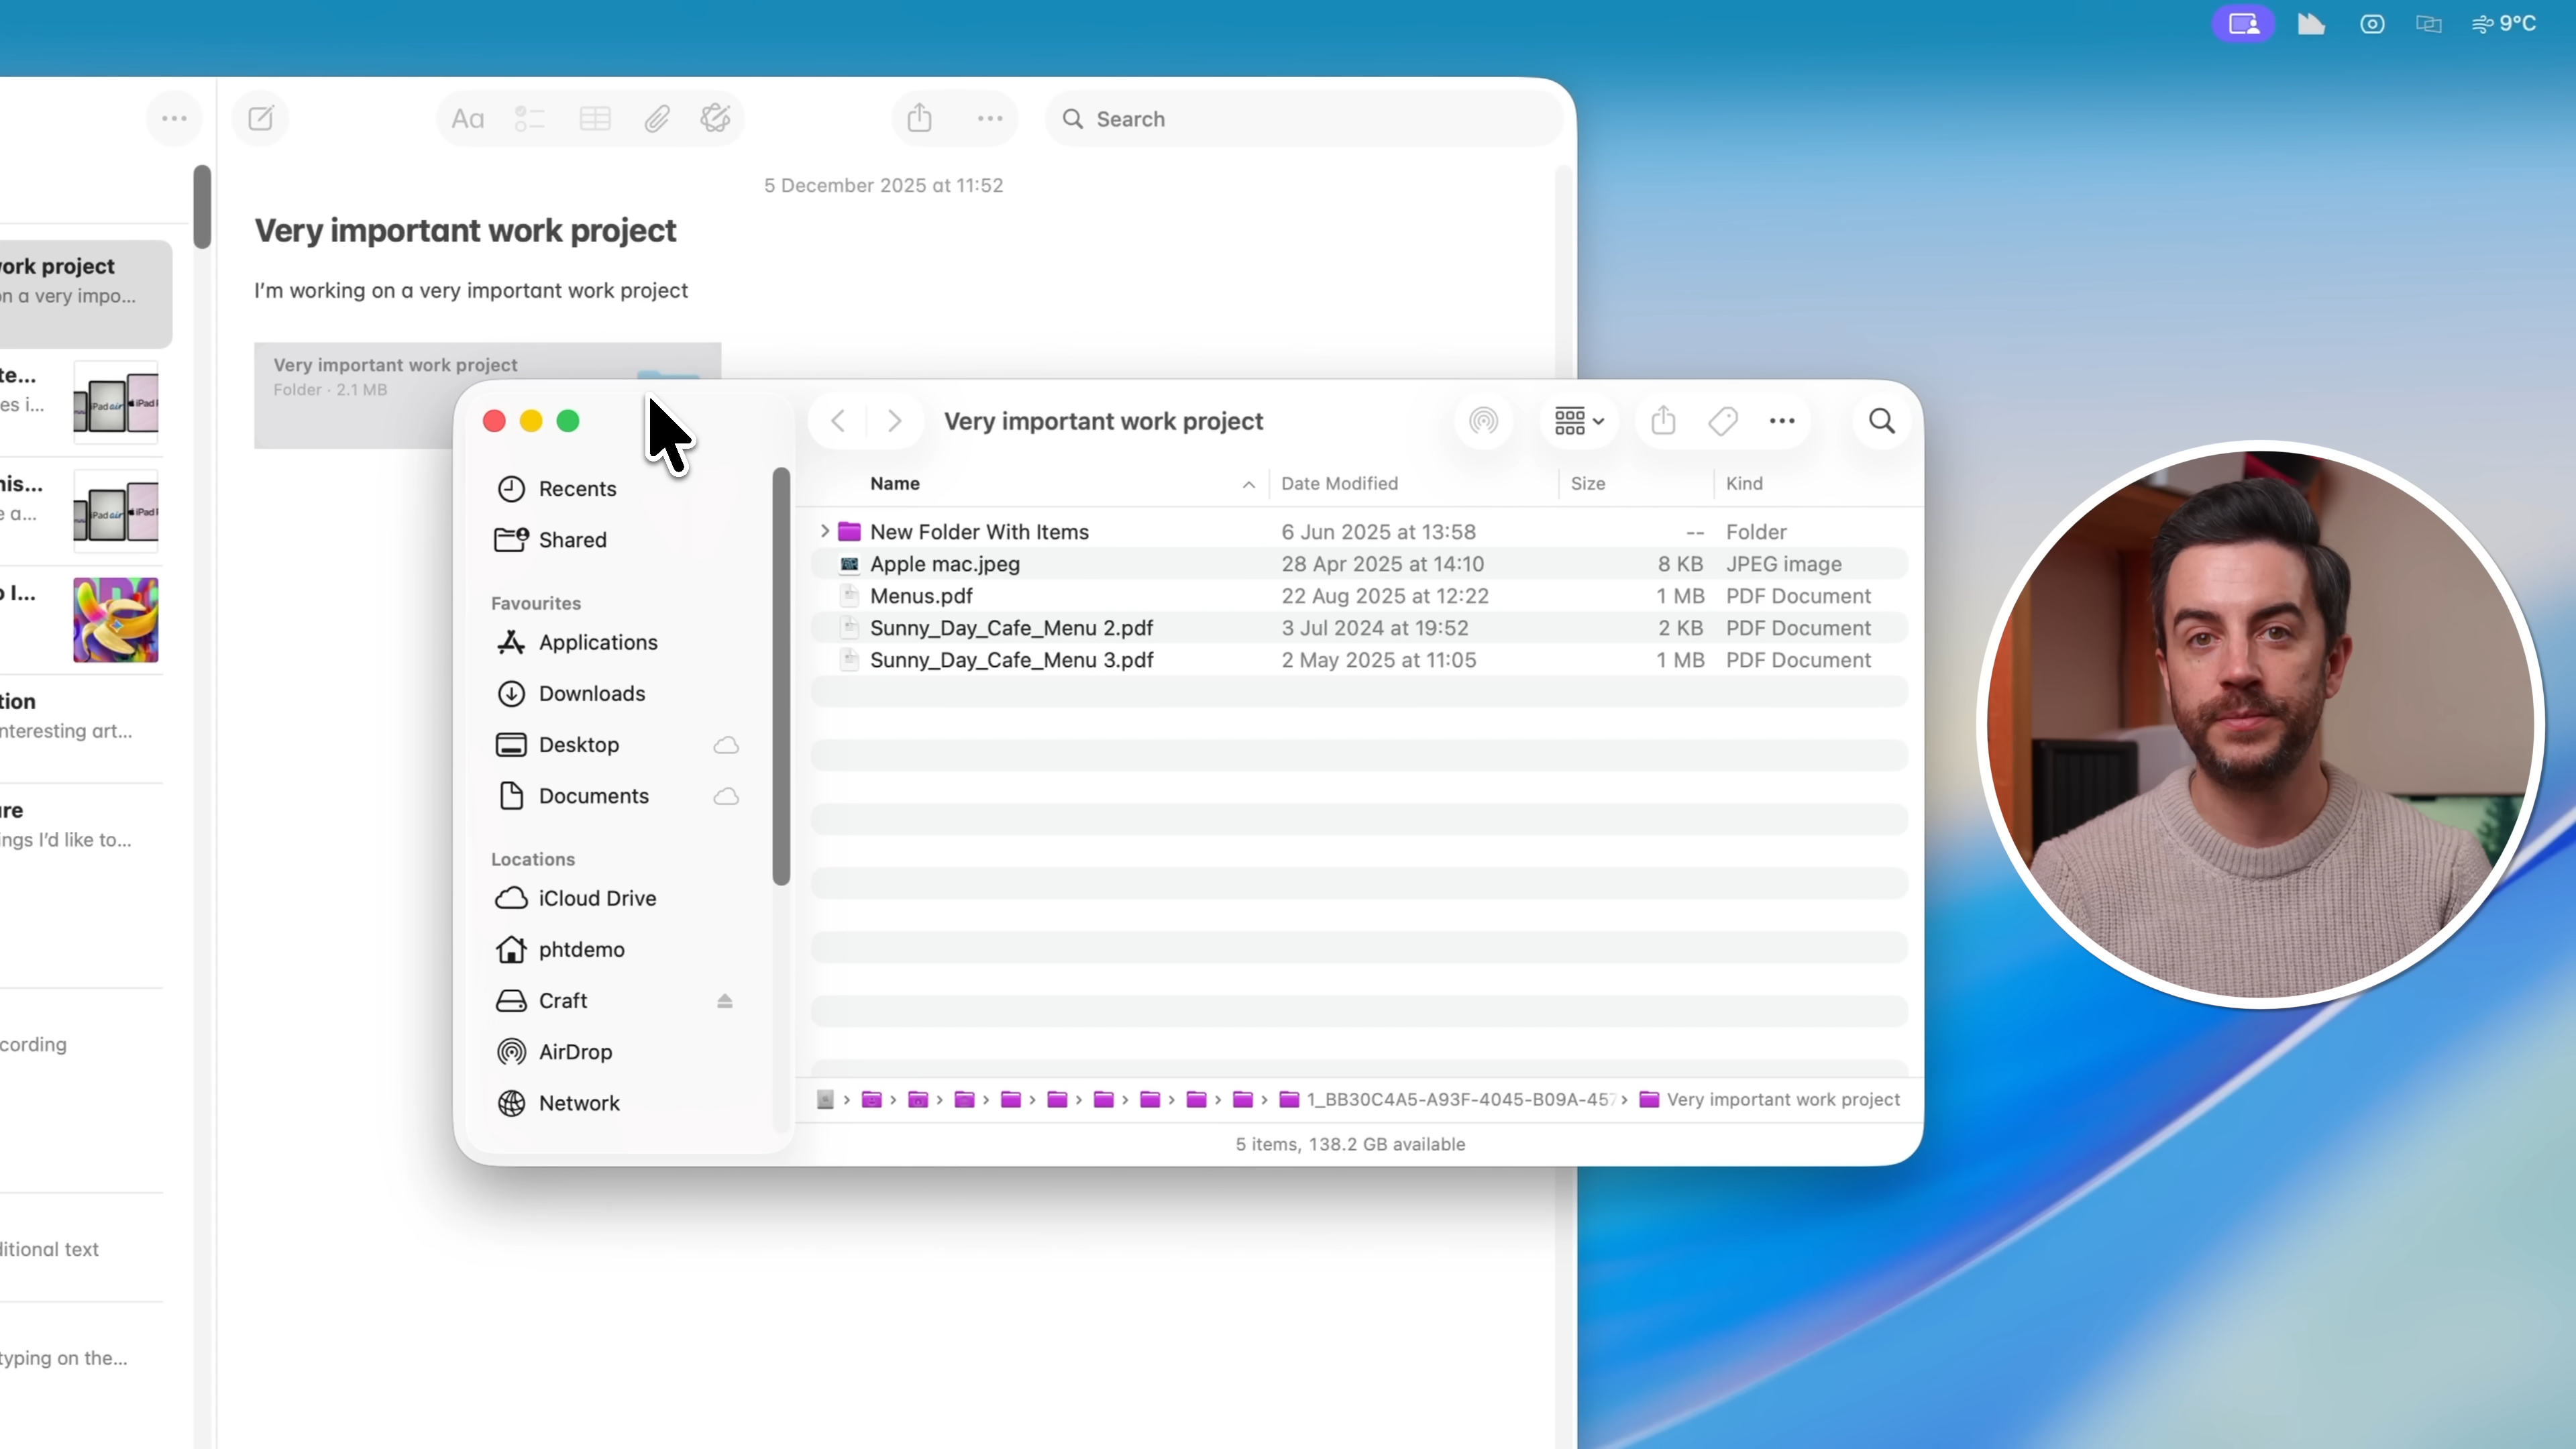 9°C
Aa
Search
5 December 2025 at 11:52
Very important work project
I'm working on a very important work project
Very important work project
Folder · 2.1 MB
ork project
n a very impo...
te...
es i...
his...
e a...
o I...
tion
nteresting art...
ure
ings I'd like to...
cording
ditional text
typing on the...
Recents
Shared
Favourites
Applications
Downloads
Desktop
Documents
Locations
iCloud Drive
phtdemo
Craft
AirDrop
Network
Very important work project
Name Date Modified Size Kind
New Folder With Items 6 Jun 2025 at 13:58 -- Folder
Apple mac.jpeg 28 Apr 2025 at 14:10 8 KB JPEG image
Menus.pdf 22 Aug 2025 at 12:22 1 MB PDF Document
Sunny_Day_Cafe_Menu 2.pdf 3 Jul 2024 at 19:52 2 KB PDF Document
Sunny_Day_Cafe_Menu 3.pdf 2 May 2025 at 11:05 1 MB PDF Document
1_BB30C4A5-A93F-4045-B09A-457 Very important work project
5 items, 138.2 GB available